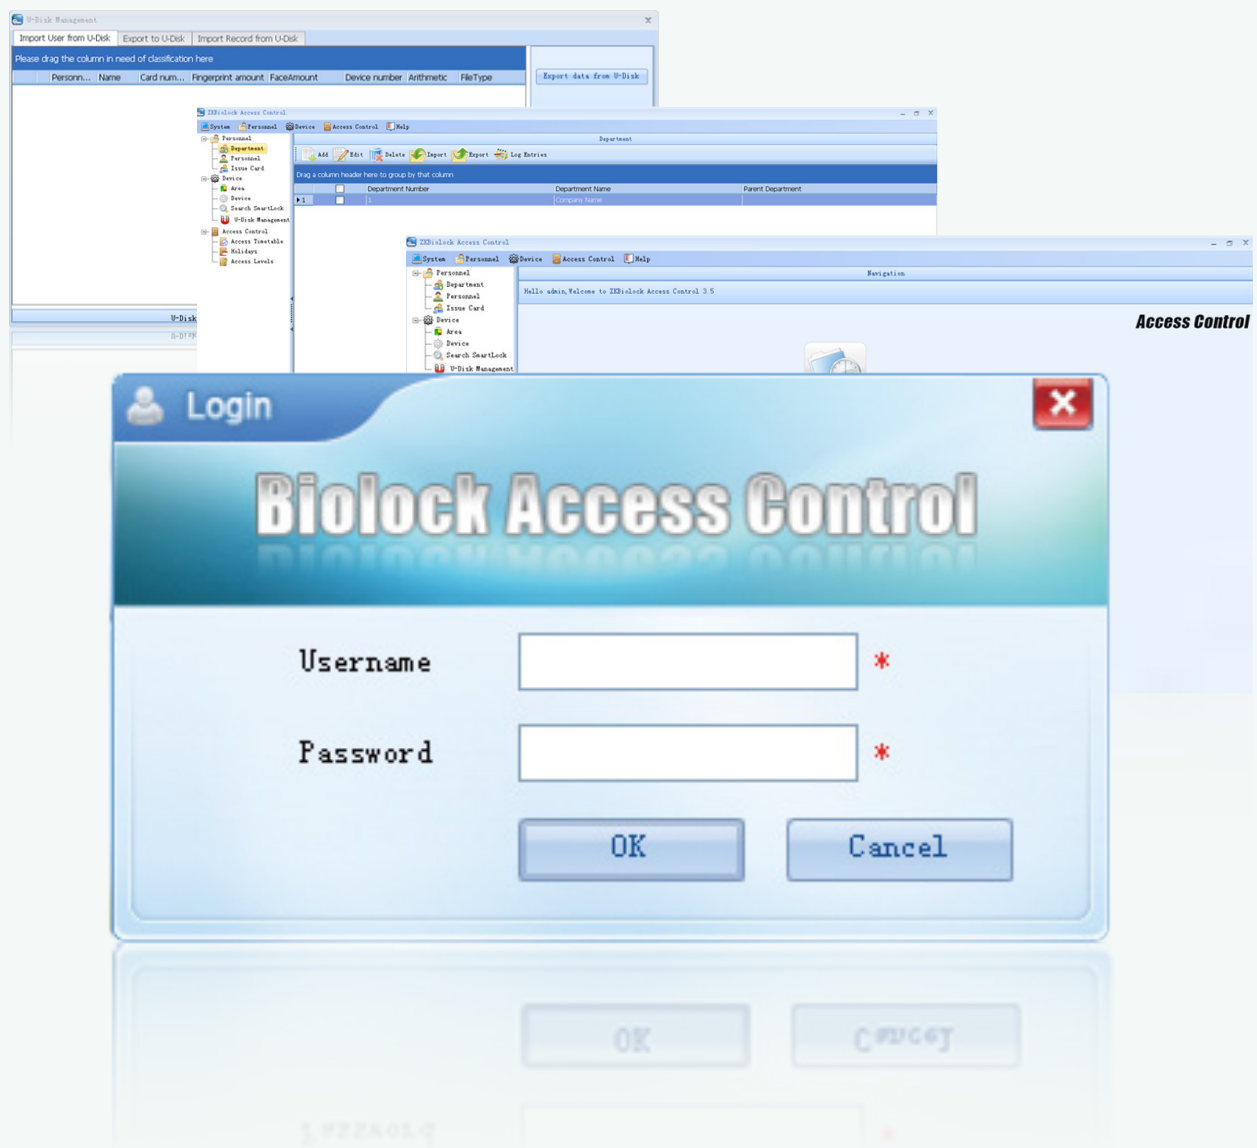 U-Disk Management
Import User from U-Disk Export to U-Disk Import Record from U-Disk
Please drag the column in need of classification here
Personn... Name Card num... Fingerprint amount FaceAmount Device number Arithmetic FileType
Export data from U-Disk
U-Disk
ZKBiolock Access Control
System Personnel Device Access Control Help
Personnel
Department
Personnel
Issue Card
Device
Area
Device
Search SmartLock
U-Disk Management
Access Control
Access Timetable
Holidays
Access Levels
Department
Add Edit Delete Import Export Log Entries
Drag a column header here to group by that column
Department Number Department Name Parent Department
1 1 Company Name
ZKBiolock Access Control
System Personnel Device Access Control Help
Personnel
Department
Personnel
Issue Card
Device
Area
Device
Search SmartLock
U-Disk Management
Navigation
Hello admin,Welcome to ZKBiolock Access Control 3.5
Access Control
Login
Biolock Access Control
Username *
Password *
OK Cancel